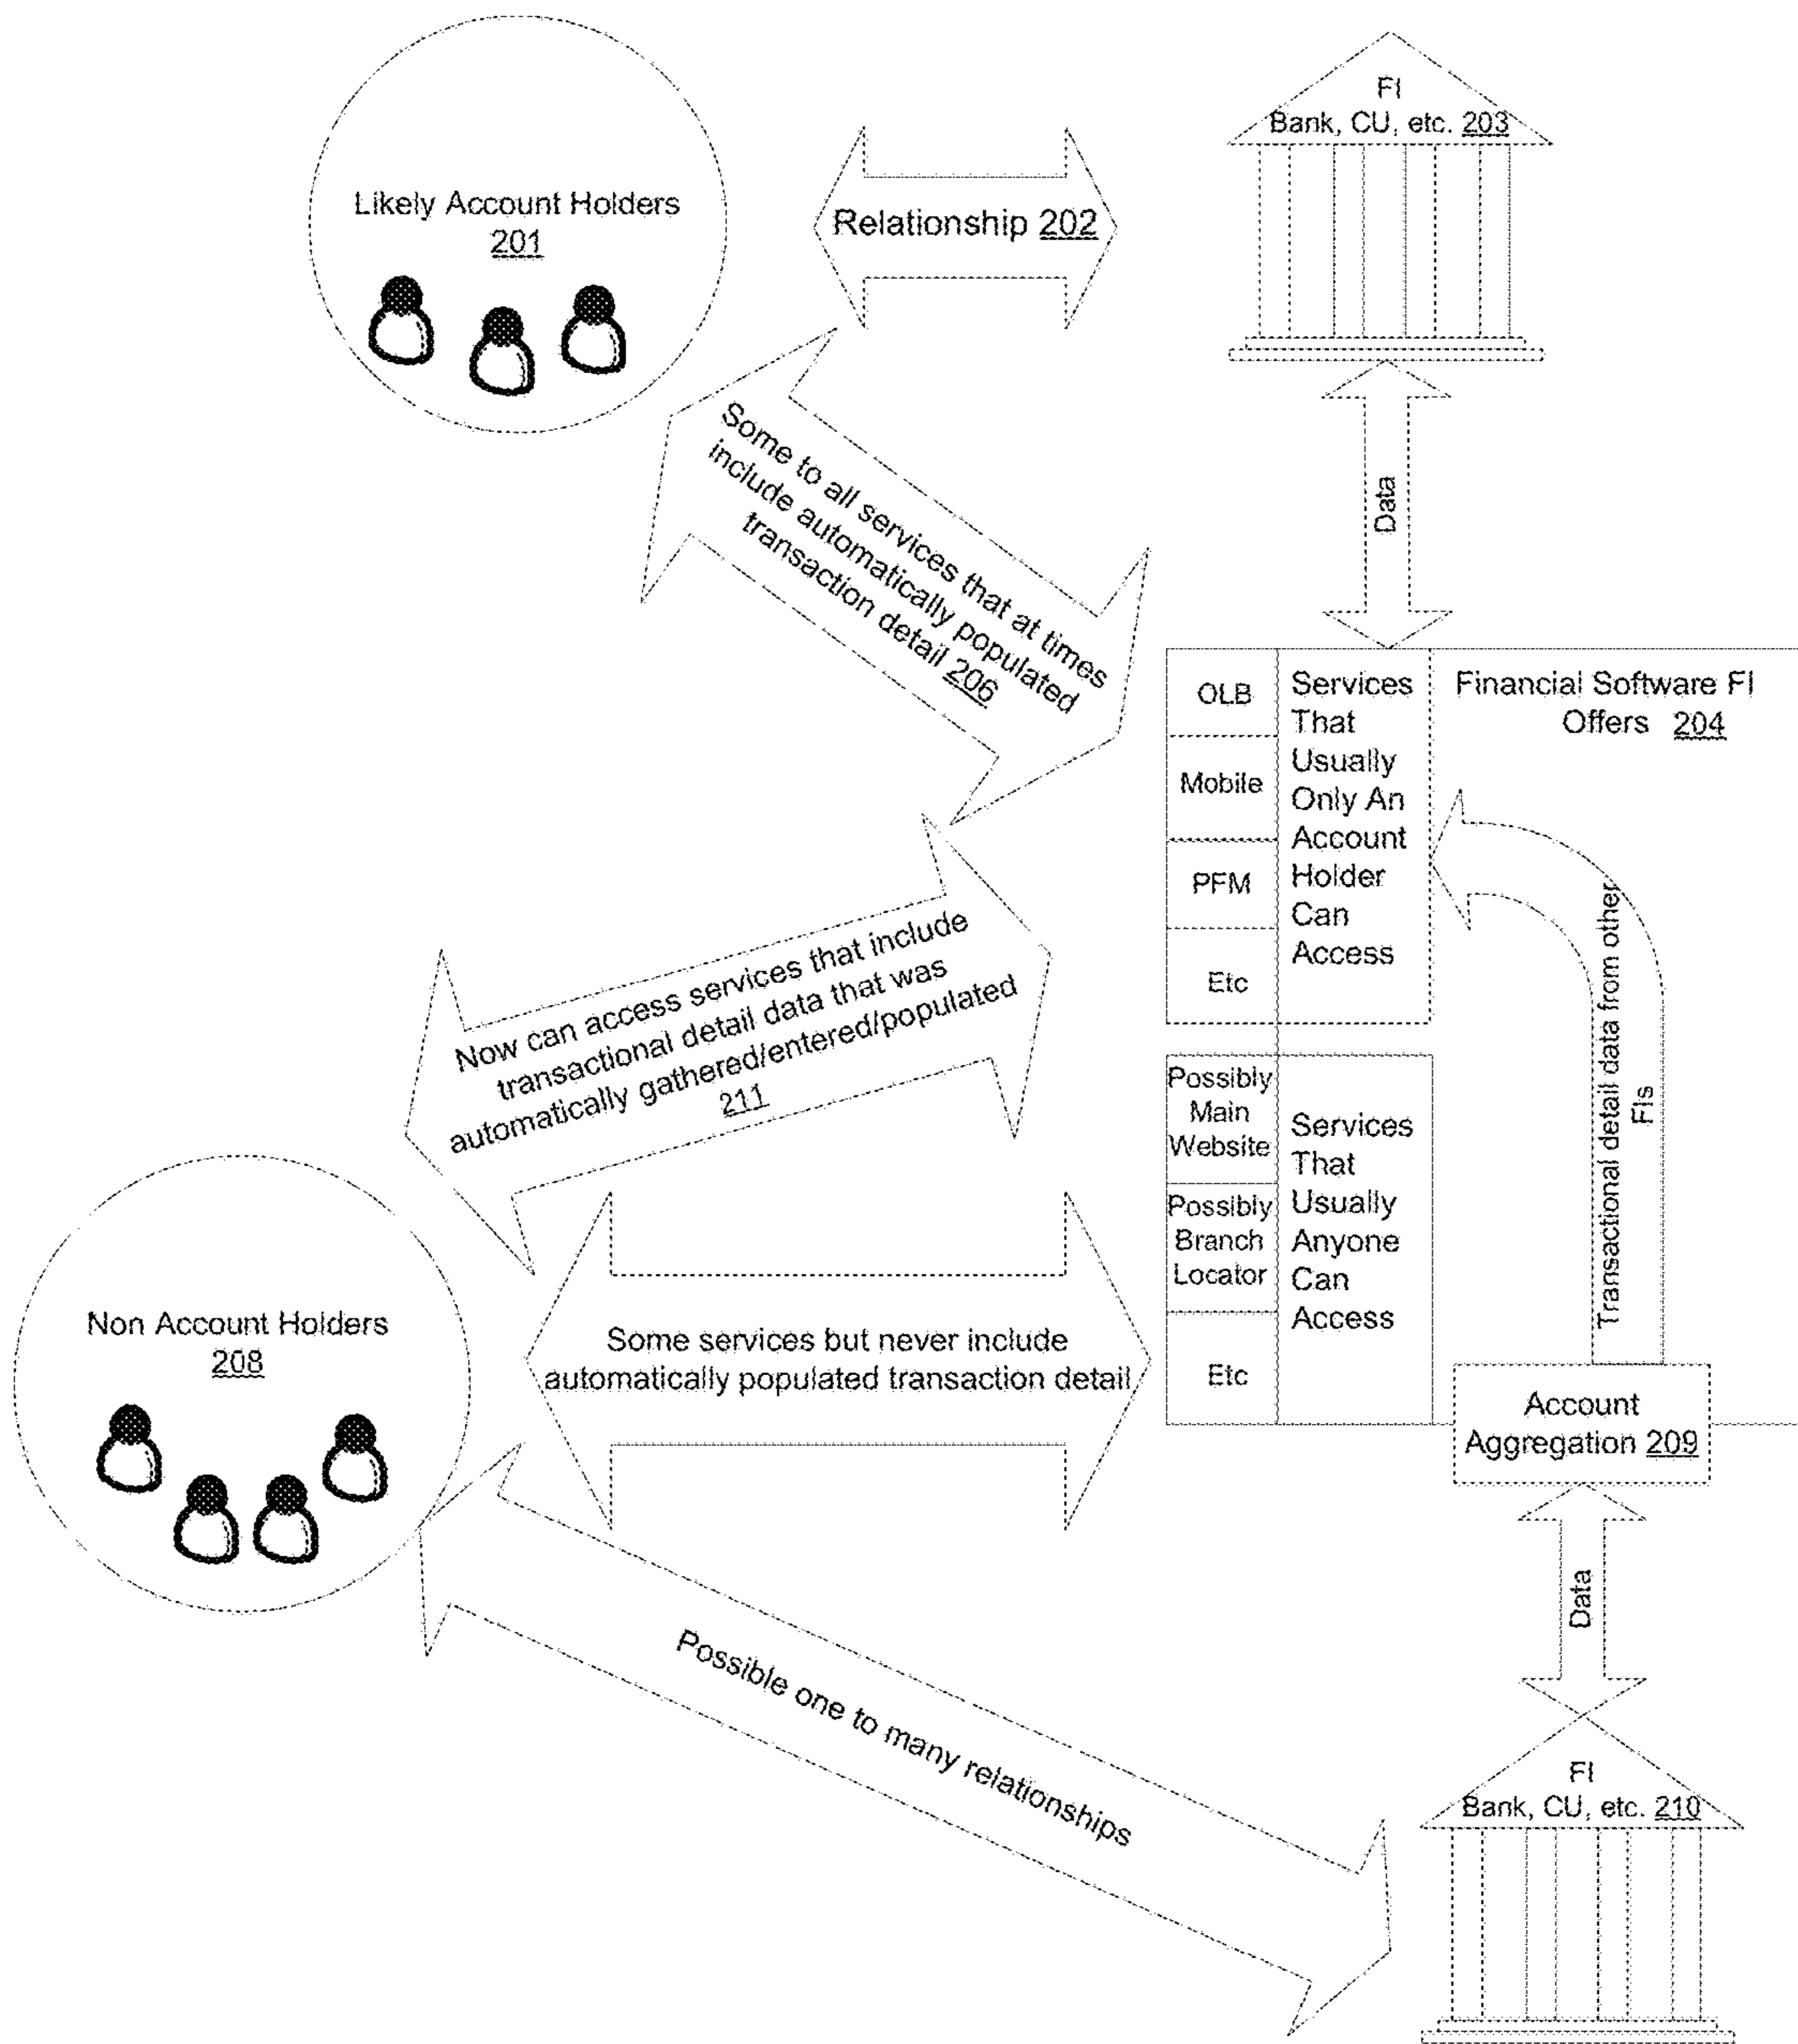 Likely Account Holders
201
Relationship 202
FI
Bank, CU, etc. 203
Data
Some to all services that at times
include automatically populated
transaction detail 206
OLB
Mobile
PFM
Etc
Services
That
Usually
Only An
Account
Holder
Can
Access
Financial Software FI
Offers 204
Now can access services that include
transactional detail data that was
automatically gathered/entered/populated
211
Possibly
Main
Website
Possibly
Branch
Locator
Etc
Services
That
Usually
Anyone
Can
Access
Transactional detail data from other
FIs
Non Account Holders
208
Some services but never include
automatically populated transaction detail
Account
Aggregation 209
Data
Possible one to many relationships
FI
Bank, CU, etc. 210